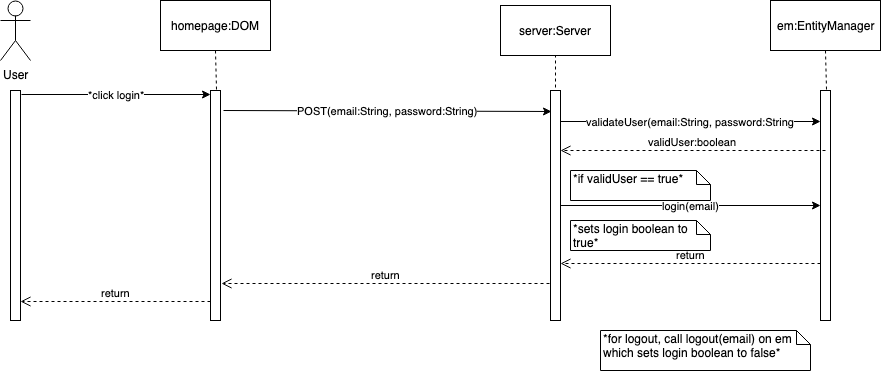 homepage:DOM
server:Server
em:EntityManager
User
*click login*
POST(email:String, password:String)
validateUser(email:String, password:String
validUser:boolean
*if validUser == true*
login(email)
*sets login boolean to
true*
return
return
return
*for logout, call logout(email) on em
which sets login boolean to false*